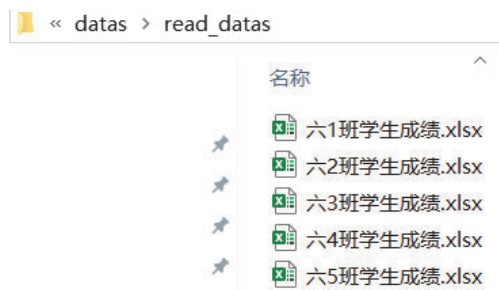 « datas > read_datas
名称
六1班学生成绩.xlsx
六2班学生成绩.xlsx
六3班学生成绩.xlsx
六4班学生成绩.xlsx
六5班学生成绩.xlsx